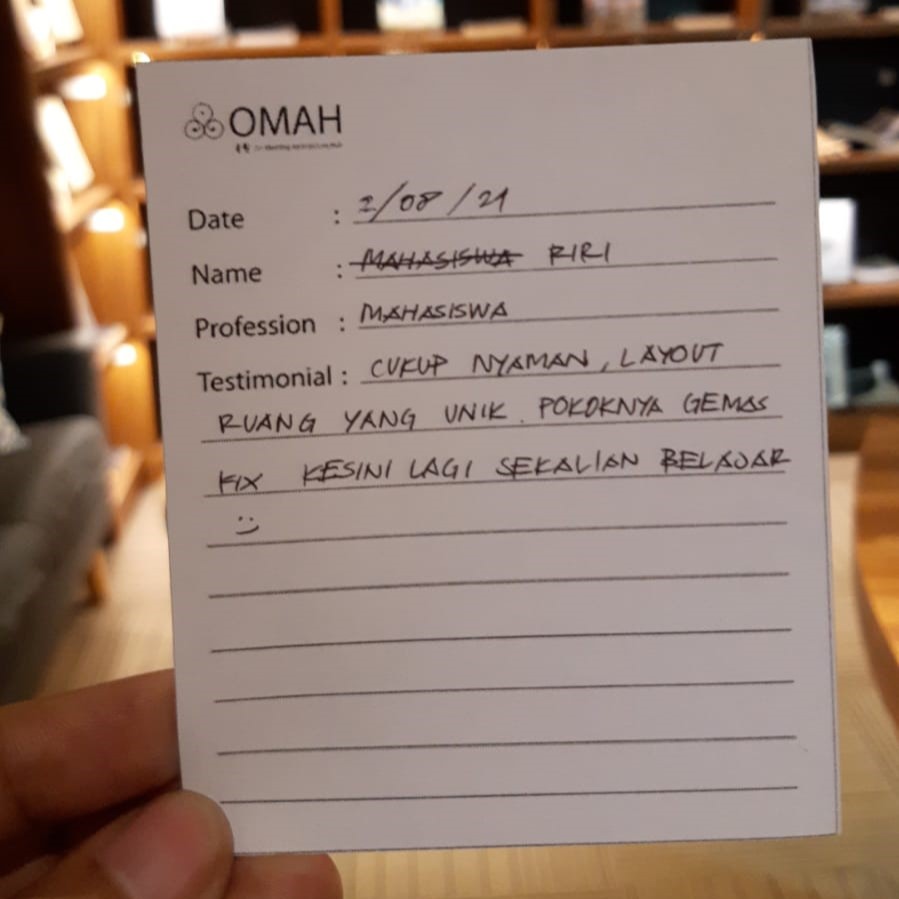 OMAH
Date : 2/08/21
Name : MAHASISWA RIRI
Profession : MAHASISWA
Testimonial : CUKUP NYAMAN, LAYOUT
RUANG YANG UNIK. POKOKNYA GEMAS
FIX KESINI LAGI SEKALIAN BELAJAR
:)